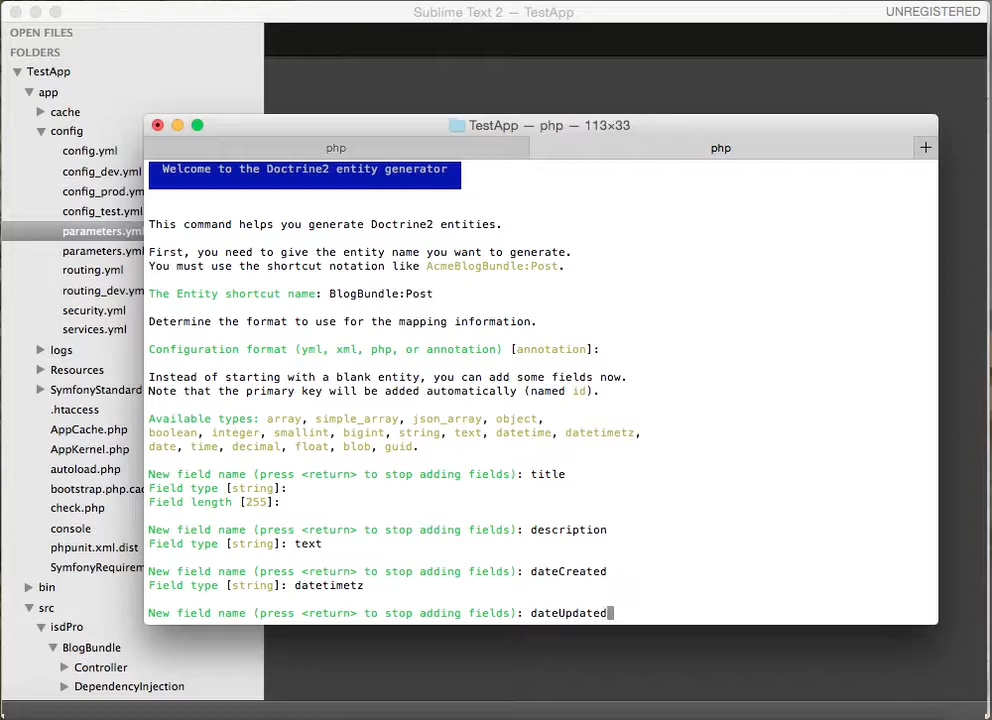 Sublime Text 2 — TestApp
UNREGISTERED
OPEN FILES
FOLDERS
TestApp
app
cache
config
config.yml
config_dev.yml
config_prod.ym
config_test.yml
parameters.yml
parameters.yml
routing.yml
routing_dev.ym
security.yml
services.yml
logs
Resources
SymfonyStandard
.htaccess
AppCache.php
AppKernel.php
autoload.php
bootstrap.php.ca
check.php
console
phpunit.xml.dist
SymfonyRequirem
bin
src
isdPro
BlogBundle
Controller
DependencyInjection
TestApp — php — 113×33
php
php
+
Welcome to the Doctrine2 entity generator
This command helps you generate Doctrine2 entities.
First, you need to give the entity name you want to generate.
You must use the shortcut notation like AcmeBlogBundle:Post.
The Entity shortcut name: BlogBundle:Post
Determine the format to use for the mapping information.
Configuration format (yml, xml, php, or annotation) [annotation]:
Instead of starting with a blank entity, you can add some fields now.
Note that the primary key will be added automatically (named id).
Available types: array, simple_array, json_array, object,
boolean, integer, smallint, bigint, string, text, datetime, datetimetz,
date, time, decimal, float, blob, guid.
New field name (press <return> to stop adding fields): title
Field type [string]:
Field length [255]:
New field name (press <return> to stop adding fields): description
Field type [string]: text
New field name (press <return> to stop adding fields): dateCreated
Field type [string]: datetimetz
New field name (press <return> to stop adding fields): dateUpdated